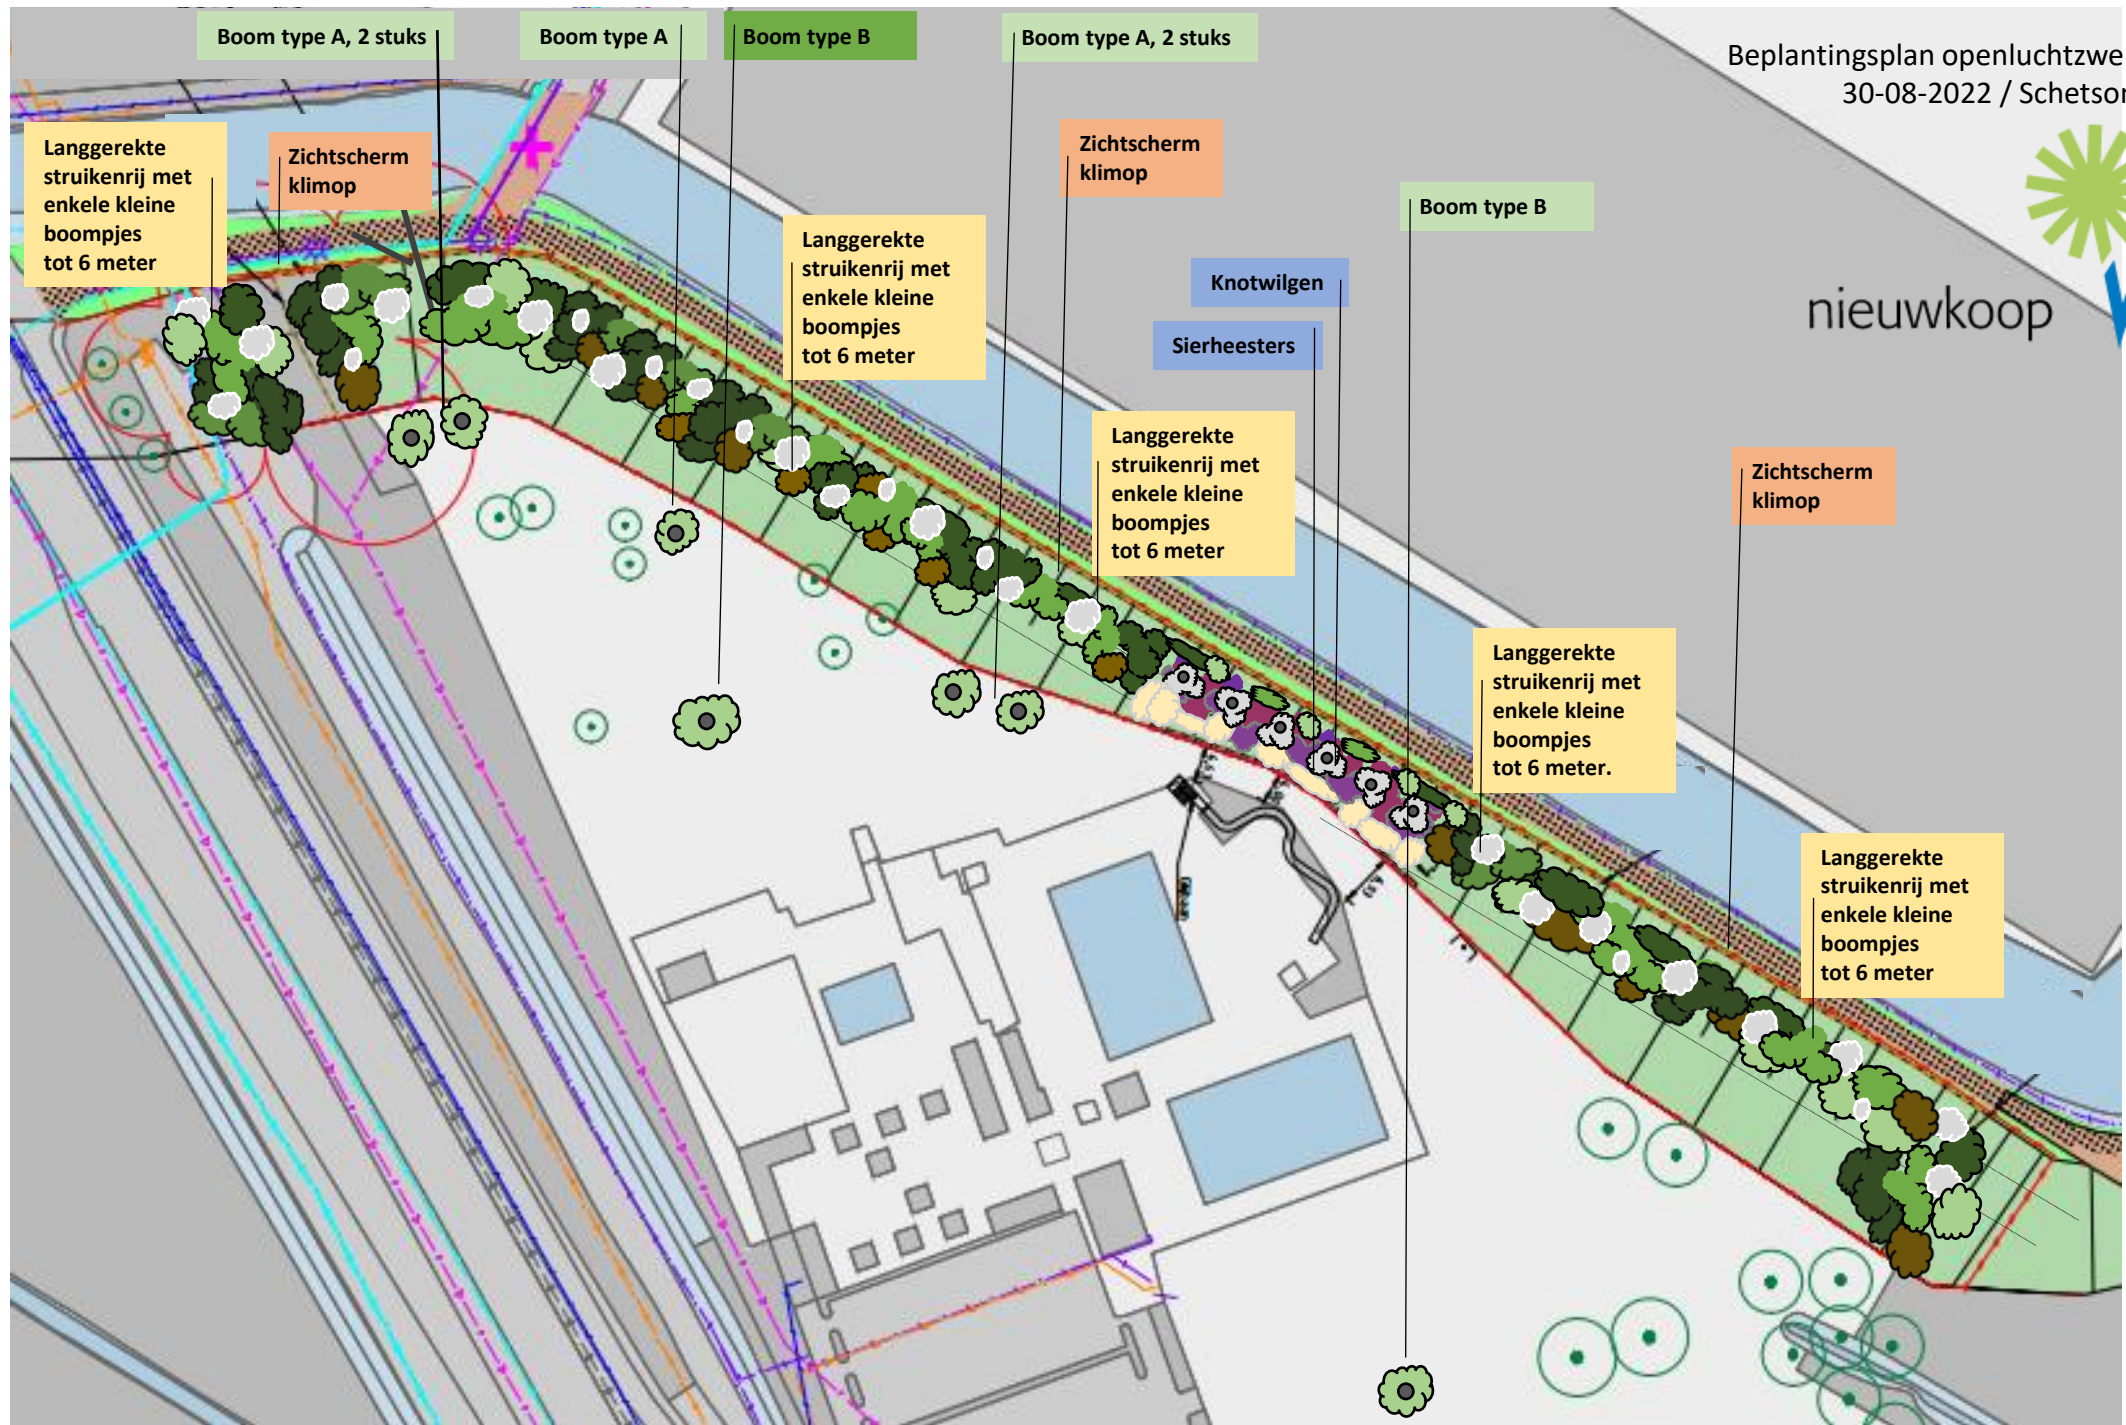 Boom type A, 2 stuks
Boom type A
Boom type B
Boom type A, 2 stuks
Beplantingsplan openluchtzwe
30-08-2022 / Schetson
Langgerekte
struikenrij met
enkele kleine
boompjes
tot 6 meter
Zichtscherm
klimop
Zichtscherm
klimop
Boom type B
Langgerekte
struikenrij met
enkele kleine
boompjes
tot 6 meter
Knotwilgen
Sierheesters
nieuwkoop
Langgerekte
struikenrij met
enkele kleine
boompjes
tot 6 meter
Zichtscherm
klimop
Langgerekte
struikenrij met
enkele kleine
boompjes
tot 6 meter.
Langgerekte
struikenrij met
enkele kleine
boompjes
tot 6 meter